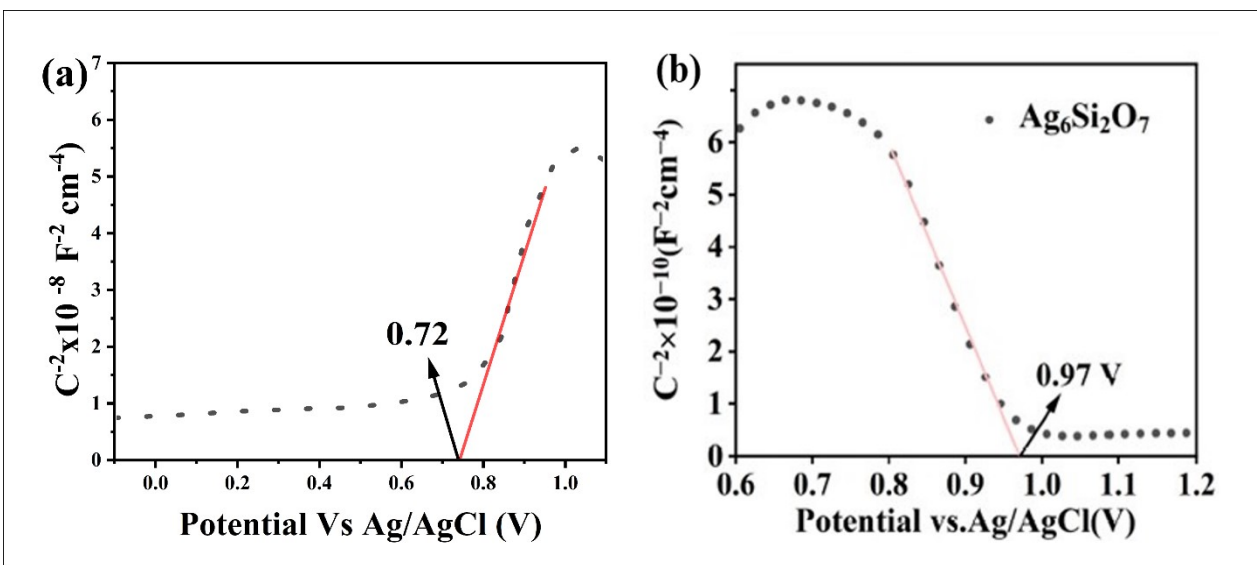 (a)
7
6
5
4
3
2
1
0
C⁻²x10 ⁻⁸ F⁻² cm⁻⁴)
0.72
0.0 0.2 0.4 0.6 0.8 1.0
Potential Vs Ag/AgCl (V)
(b)
Ag₆Si₂O₇
6
5
4
3
2
1
0
C⁻²×10⁻¹⁰(F⁻²cm⁻⁴)
0.97 V
0.6 0.7 0.8 0.9 1.0 1.1 1.2
Potential vs.Ag/AgCl(V)